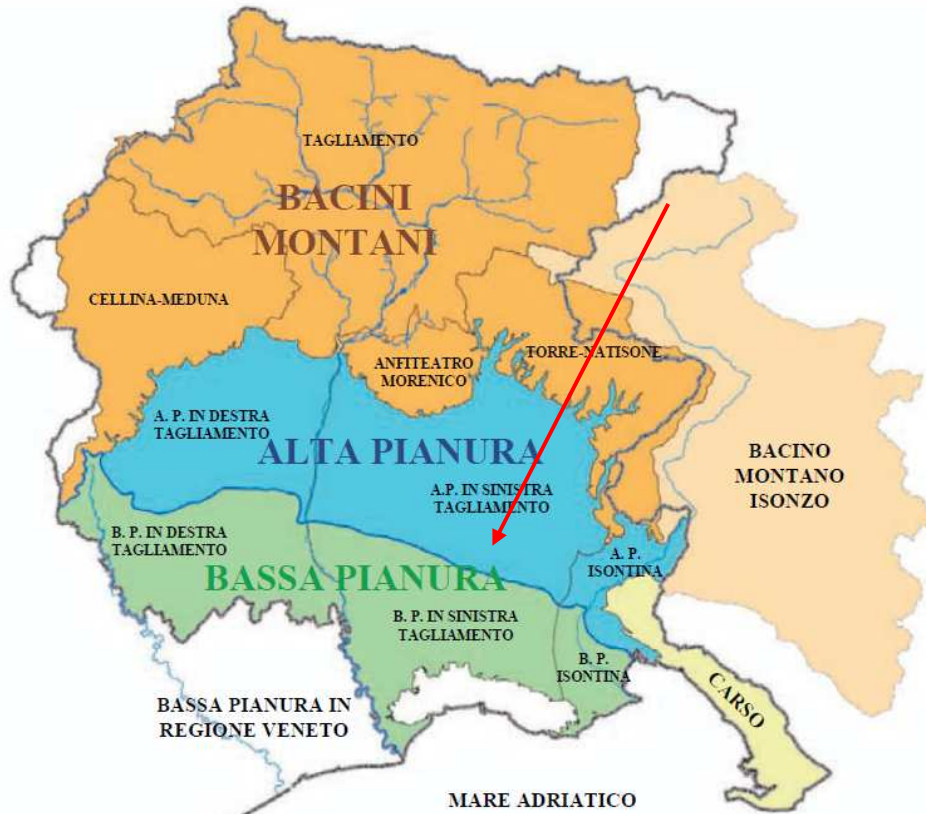 TAGLIAMENTO
BACINI
MONTANI
CELLINA-MEDUNA
ANFITEATRO
MORENICO
TORRE-NATISONE
A. P. IN DESTRA
TAGLIAMENTO
ALTA PIANURA
BACINO
MONTANO
ISONZO
A.P. IN SINISTRA
TAGLIAMENTO
B. P. IN DESTRA
TAGLIAMENTO
A. P.
ISONTINA
BASSA PIANURA
B. P. IN SINISTRA
TAGLIAMENTO
B. P.
ISONTINA
CARSO
BASSA PIANURA IN
REGIONE VENETO
MARE ADRIATICO